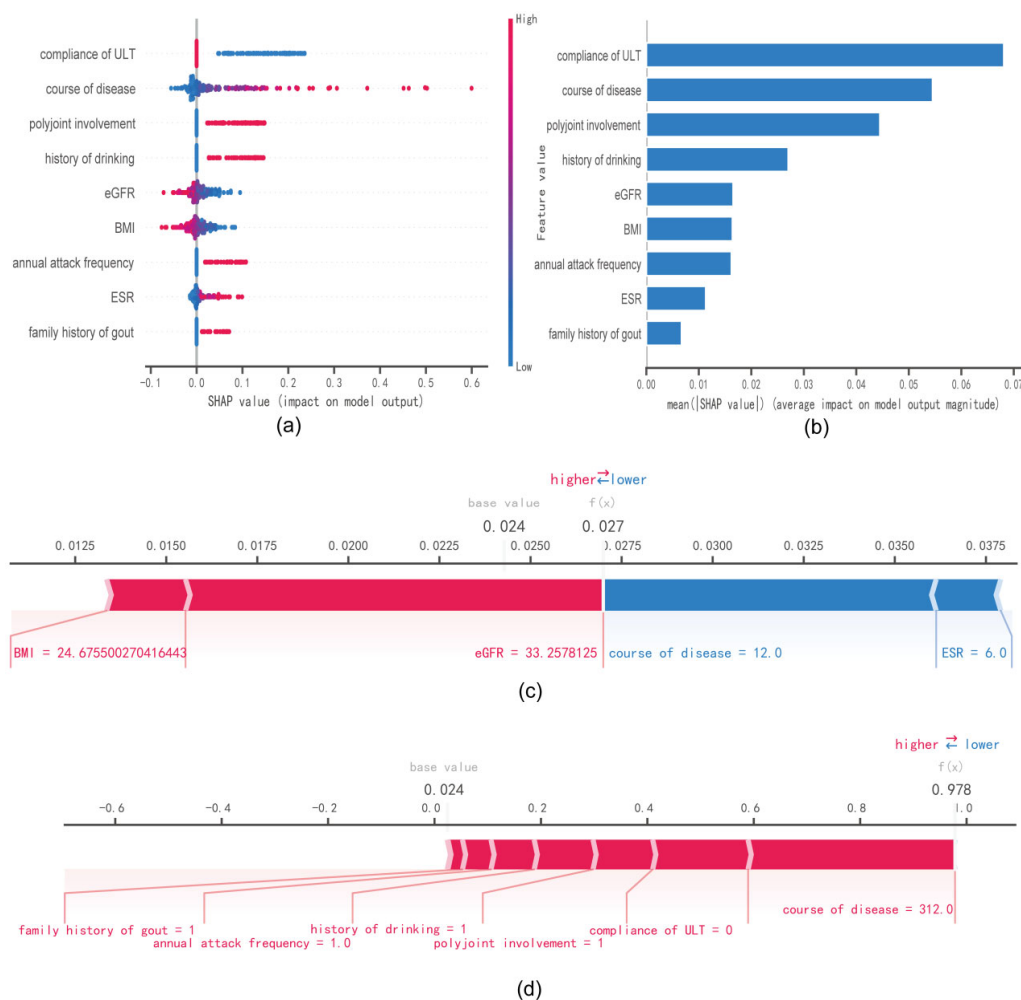 High
compliance of ULT
course of disease
polyjoint involvement
history of drinking
eGFR
BMI
annual attack frequency
ESR
family history of gout
Low
-0.1 0.0 0.1 0.2 0.3 0.4 0.5 0.6
SHAP value (impact on model output)
(a)
Feature value
compliance of ULT
course of disease
polyjoint involvement
history of drinking
eGFR
BMI
annual attack frequency
ESR
family history of gout
0.00 0.01 0.02 0.03 0.04 0.05 0.06 0.07
mean(|SHAP value|) (average impact on model output magnitude)
(b)
higher⇄lower
base value f(x)
0.024 0.027
0.0125 0.0150 0.0175 0.0200 0.0225 0.0250 0.0275 0.0300 0.0325 0.0350 0.0375
BMI = 24.675500270416443 eGFR = 33.2578125 course of disease = 12.0 ESR = 6.0
(c)
higher ⇄ lower
base value f(x)
0.024 0.978
-0.6 -0.4 -0.2 0.0 0.2 0.4 0.6 0.8 1.0
course of disease = 312.0
family history of gout = 1 history of drinking = 1 compliance of ULT = 0
annual attack frequency = 1.0 polyjoint involvement = 1
(d)